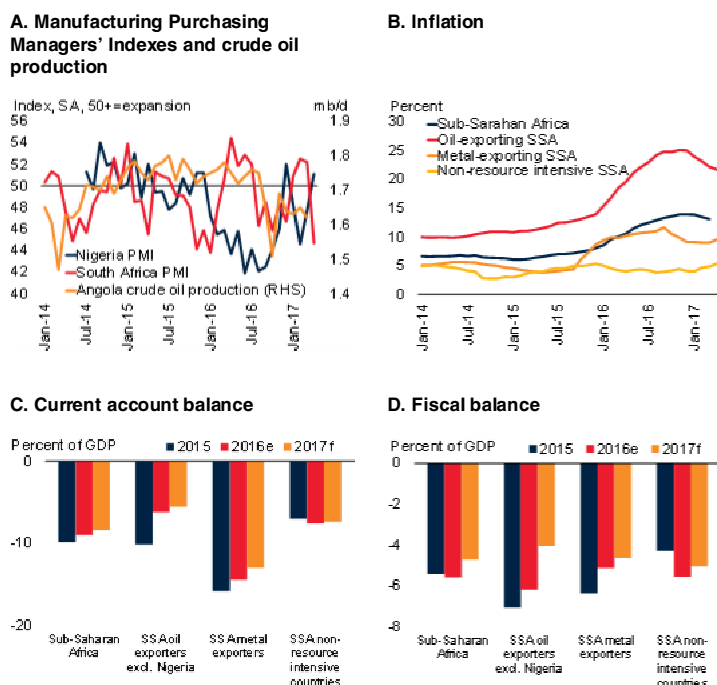 A. Manufacturing Purchasing
Managers' Indexes and crude oil
production
Index, SA, 50+=expansion
mb/d
56
54
52
50
48
46
44
42
40
1.9
1.8
1.7
1.6
1.5
1.4
Nigeria PMI
South Africa PMI
Angola crude oil production (RHS)
Jan-14
Jul-14
Jan-15
Jul-15
Jan-16
Jul-16
Jan-17
B. Inflation
Percent
30
25
20
15
10
5
0
Sub-Sarahan Africa
Oil-exporting SSA
Metal-exporting SSA
Non-resource intensive SSA
Jan-14
Jul-14
Jan-15
Jul-15
Jan-16
Jul-16
Jan-17
C. Current account balance
Percent of GDP
2015
2016e
2017f
0
-10
-20
Sub-Saharan
Africa
SSA oil
exporters
excl. Nigeria
SSA metal
exporters
SSA non-
resource
intensive
countries
D. Fiscal balance
Percent of GDP
2015
2016e
2017f
0
-2
-4
-6
-8
Sub-Saharan
Africa
SSA oil
exporters
excl. Nigeria
SSA metal
exporters
SSA non-
resource
intensive
countries